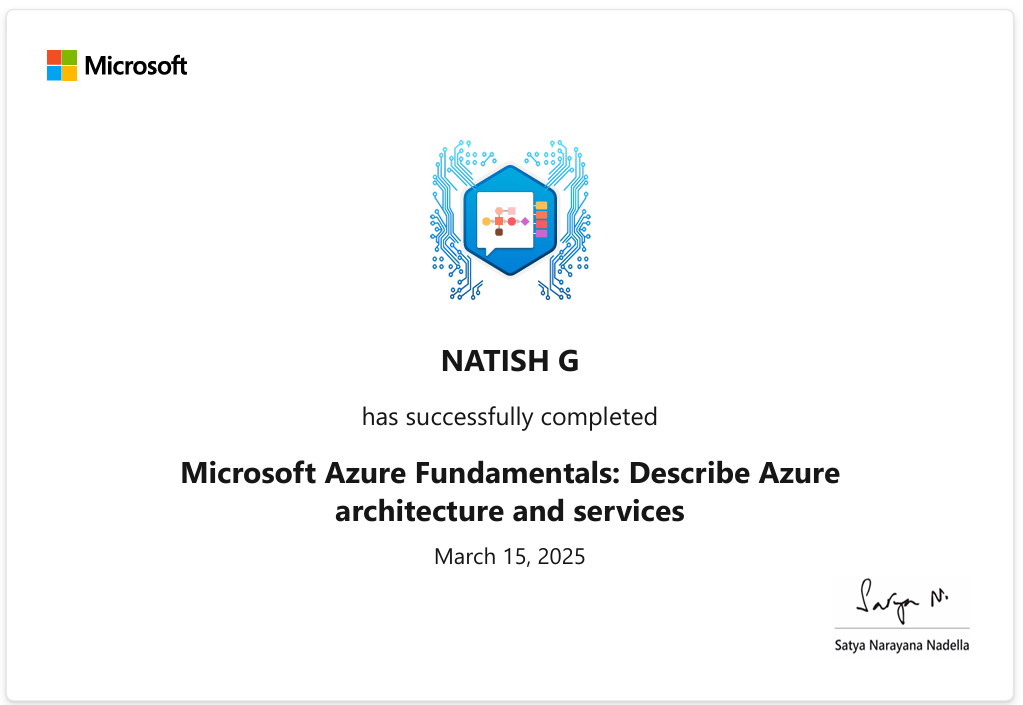 Microsoft
NATISH G
has successfully completed
Microsoft Azure Fundamentals: Describe Azure
architecture and services
March 15, 2025
Satya N.
Satya Narayana Nadella